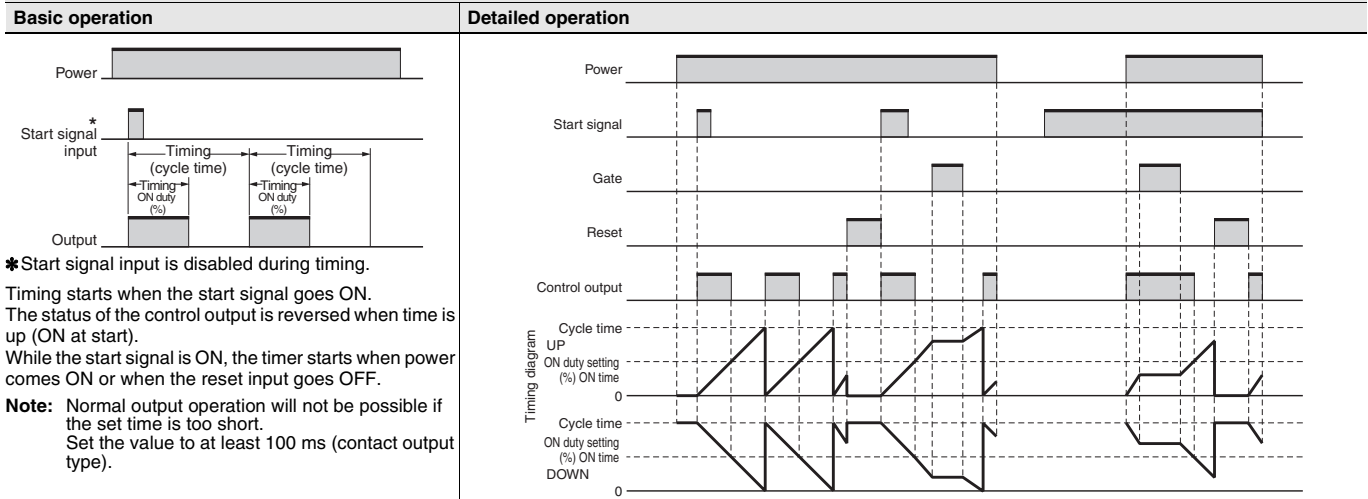 Basic operation
Detailed operation
Power
*
Start signal
input
Timing
(cycle time)
Timing
(cycle time)
Timing
ON duty
(%)
Timing
ON duty
(%)
Output
✱Start signal input is disabled during timing.
Timing starts when the start signal goes ON.
The status of the control output is reversed when time is
up (ON at start).
While the start signal is ON, the timer starts when power
comes ON or when the reset input goes OFF.
Note: Normal output operation will not be possible if
the set time is too short.
Set the value to at least 100 ms (contact output
type).
Power
Start signal
Gate
Reset
Control output
Timing diagram
Cycle time
UP
ON duty setting
(%) ON time
0
Cycle time
ON duty setting
(%) ON time
DOWN
0